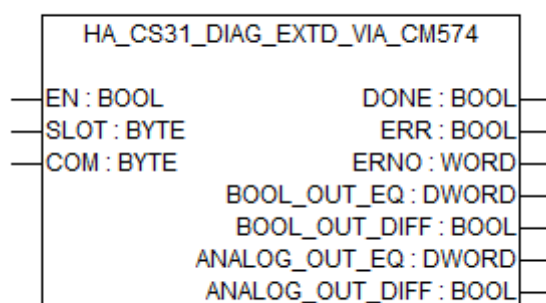 HA_CS31_DIAG_EXTD_VIA_CM574
EN : BOOL DONE : BOOL
SLOT : BYTE ERR : BOOL
COM : BYTE ERNO : WORD
BOOL_OUT_EQ : DWORD
BOOL_OUT_DIFF : BOOL
ANALOG_OUT_EQ : DWORD
ANALOG_OUT_DIFF : BOOL